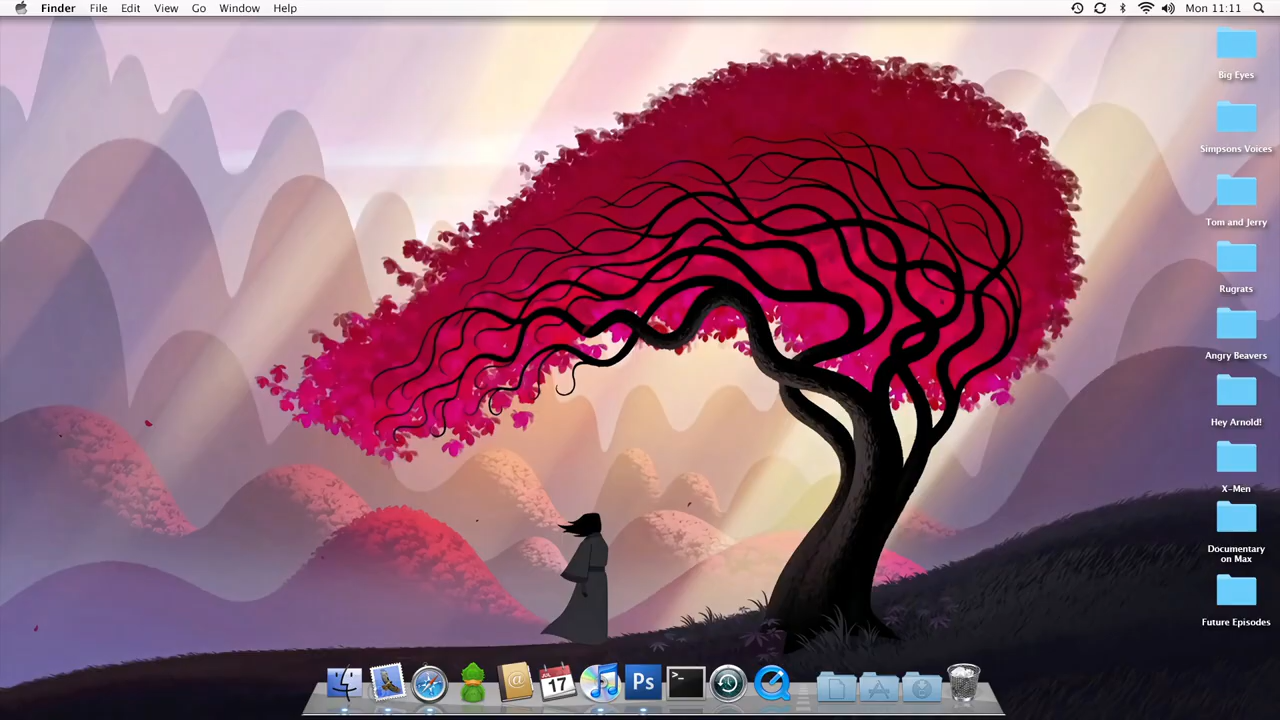 Finder File Edit View Go Window Help
Mon 11:11
Big Eyes
Simpsons Voices
Tom and Jerry
Rugrats
Angry Beavers
Hey Arnold!
X-Men
Documentary
on Max
Future Episodes
@
JUL
17
Ps
>-